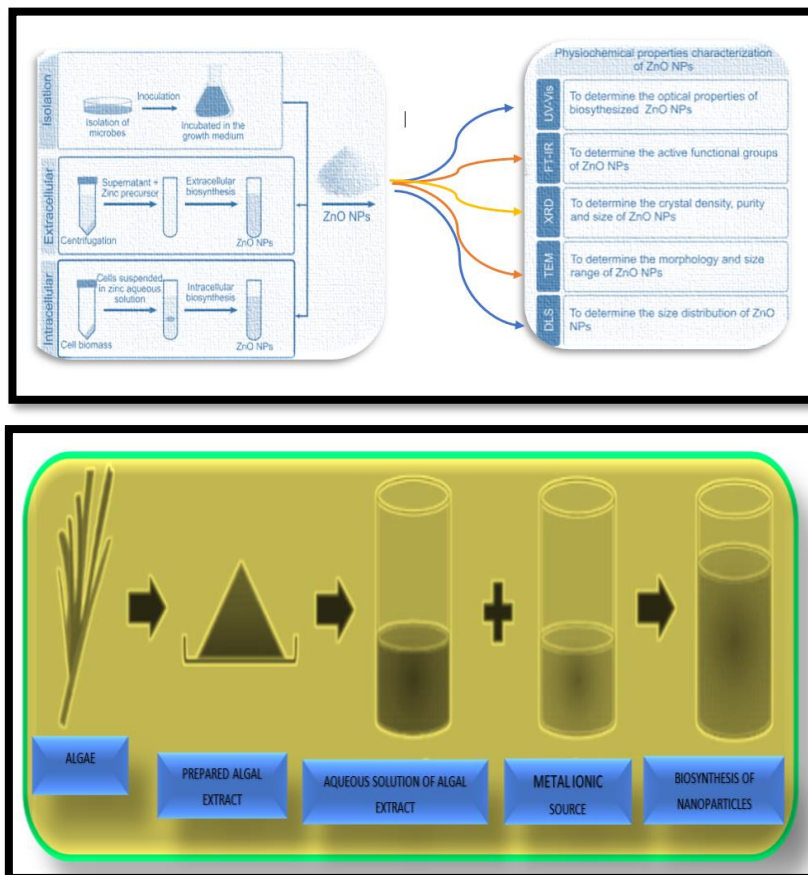 Isolation
Inoculation
Isolation of
microbes
Incubated in the
growth medium
Extracellular
Supernatant +
Zinc precursor
Extracellular
biosynthesis
Centrifugation
ZnO NPs
Intracellular
Cells suspended
in zinc aqueous
solution
Intracellular
biosynthesis
Cell biomass
ZnO NPs
ZnO NPs
Physiochemical properties characterization
of ZnO NPs
UV-Vis
To determine the optical properties of
biosythesized ZnO NPs
FT-IR
To determine the active functional groups
of ZnO NPs
XRD
To determine the crystal density, purity
and size of ZnO NPs
TEM
To determine the morphology and size
range of ZnO NPs
DLS
To determine the size distribution of ZnO
NPs
ALGAE
PREPARED ALGAL
EXTRACT
AQUEOUS SOLUTION OF ALGAL
EXTRACT
METAL IONIC
SOURCE
BIOSYNTHESIS OF
NANOPARTICLES